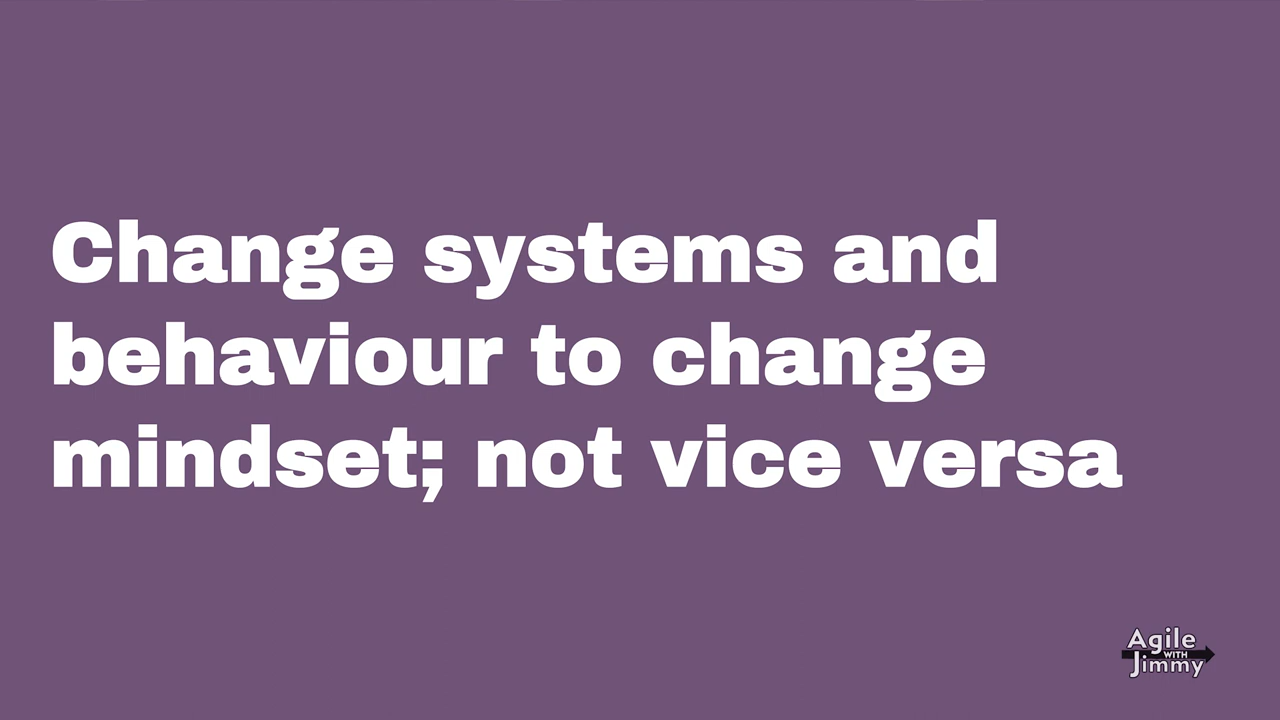 Change systems and
behaviour to change
mindset; not vice versa
Agile
WITH
Jimmy